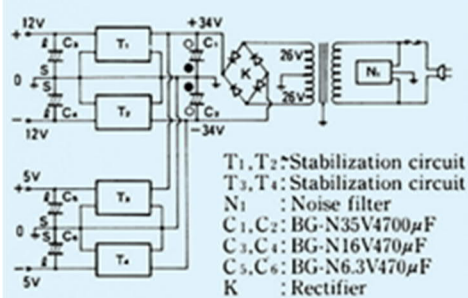 12V +34V
+ ℓ C₃ T₁ C₁ 26V
0 S K N₁
S
− ℓ C₄ T₂ C₂ 26V
12V −34V
5V
+ ℓ C₅ T₃
0 S
S C₆
− ℓ T₄
5V
T₁,T₂:Stabilization circuit
T₃,T₄:Stabilization circuit
N₁ :Noise filter
C₁,C₂:BG-N35V4700μF
C₃,C₄:BG-N16V470μF
C₅,C₆:BG-N6.3V470μF
K :Rectifier